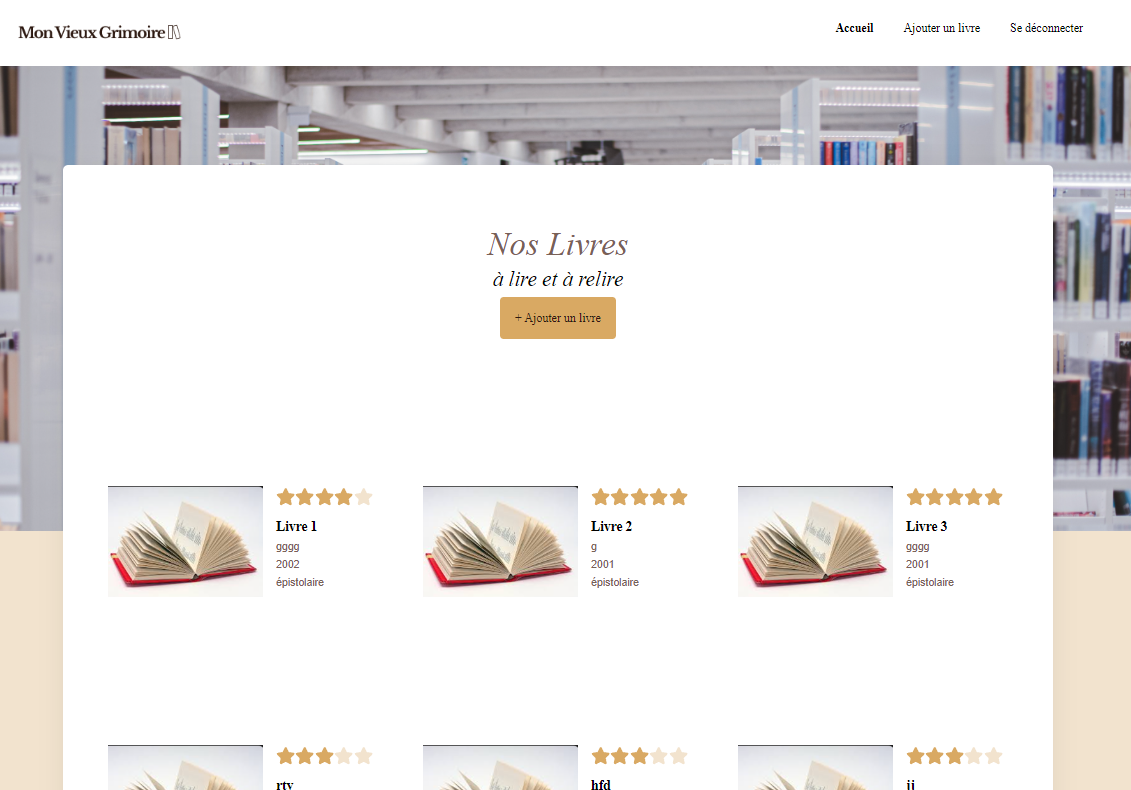 Mon Vieux Grimoire
Accueil Ajouter un livre Se déconnecter
Nos Livres
à lire et à relire
+ Ajouter un livre
Livre 1
gggg
2002
épistolaire
Livre 2
g
2001
épistolaire
Livre 3
gggg
2001
épistolaire
rty
hfd
jj